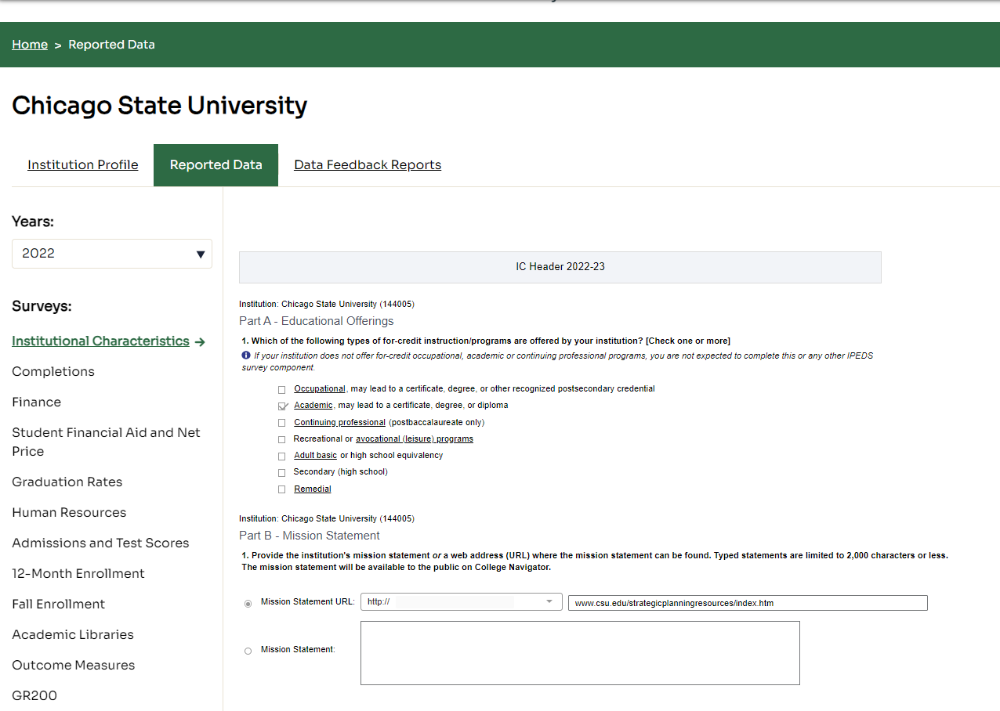 Home > Reported Data
Chicago State University
Institution Profile
Reported Data
Data Feedback Reports
Years:
2022
Surveys:
Institutional Characteristics →
Completions
Finance
Student Financial Aid and Net
Price
Graduation Rates
Human Resources
Admissions and Test Scores
12-Month Enrollment
Fall Enrollment
Academic Libraries
Outcome Measures
GR200
IC Header 2022-23
Institution: Chicago State University (144005)
Part A - Educational Offerings
1. Which of the following types of for-credit instruction/programs are offered by your institution? [Check one or more]
If your institution does not offer for-credit occupational, academic or continuing professional programs, you are not expected to complete this or any other IPEDS
survey component.
Occupational, may lead to a certificate, degree, or other recognized postsecondary credential
Academic, may lead to a certificate, degree, or diploma
Continuing professional (postbaccalaureate only)
Recreational or avocational (leisure) programs
Adult basic or high school equivalency
Secondary (high school)
Remedial
Institution: Chicago State University (144005)
Part B - Mission Statement
1. Provide the institution's mission statement or a web address (URL) where the mission statement can be found. Typed statements are limited to 2,000 characters or less.
The mission statement will be available to the public on College Navigator.
Mission Statement URL: http:// www.csu.edu/strategicplanningresources/index.htm
Mission Statement: